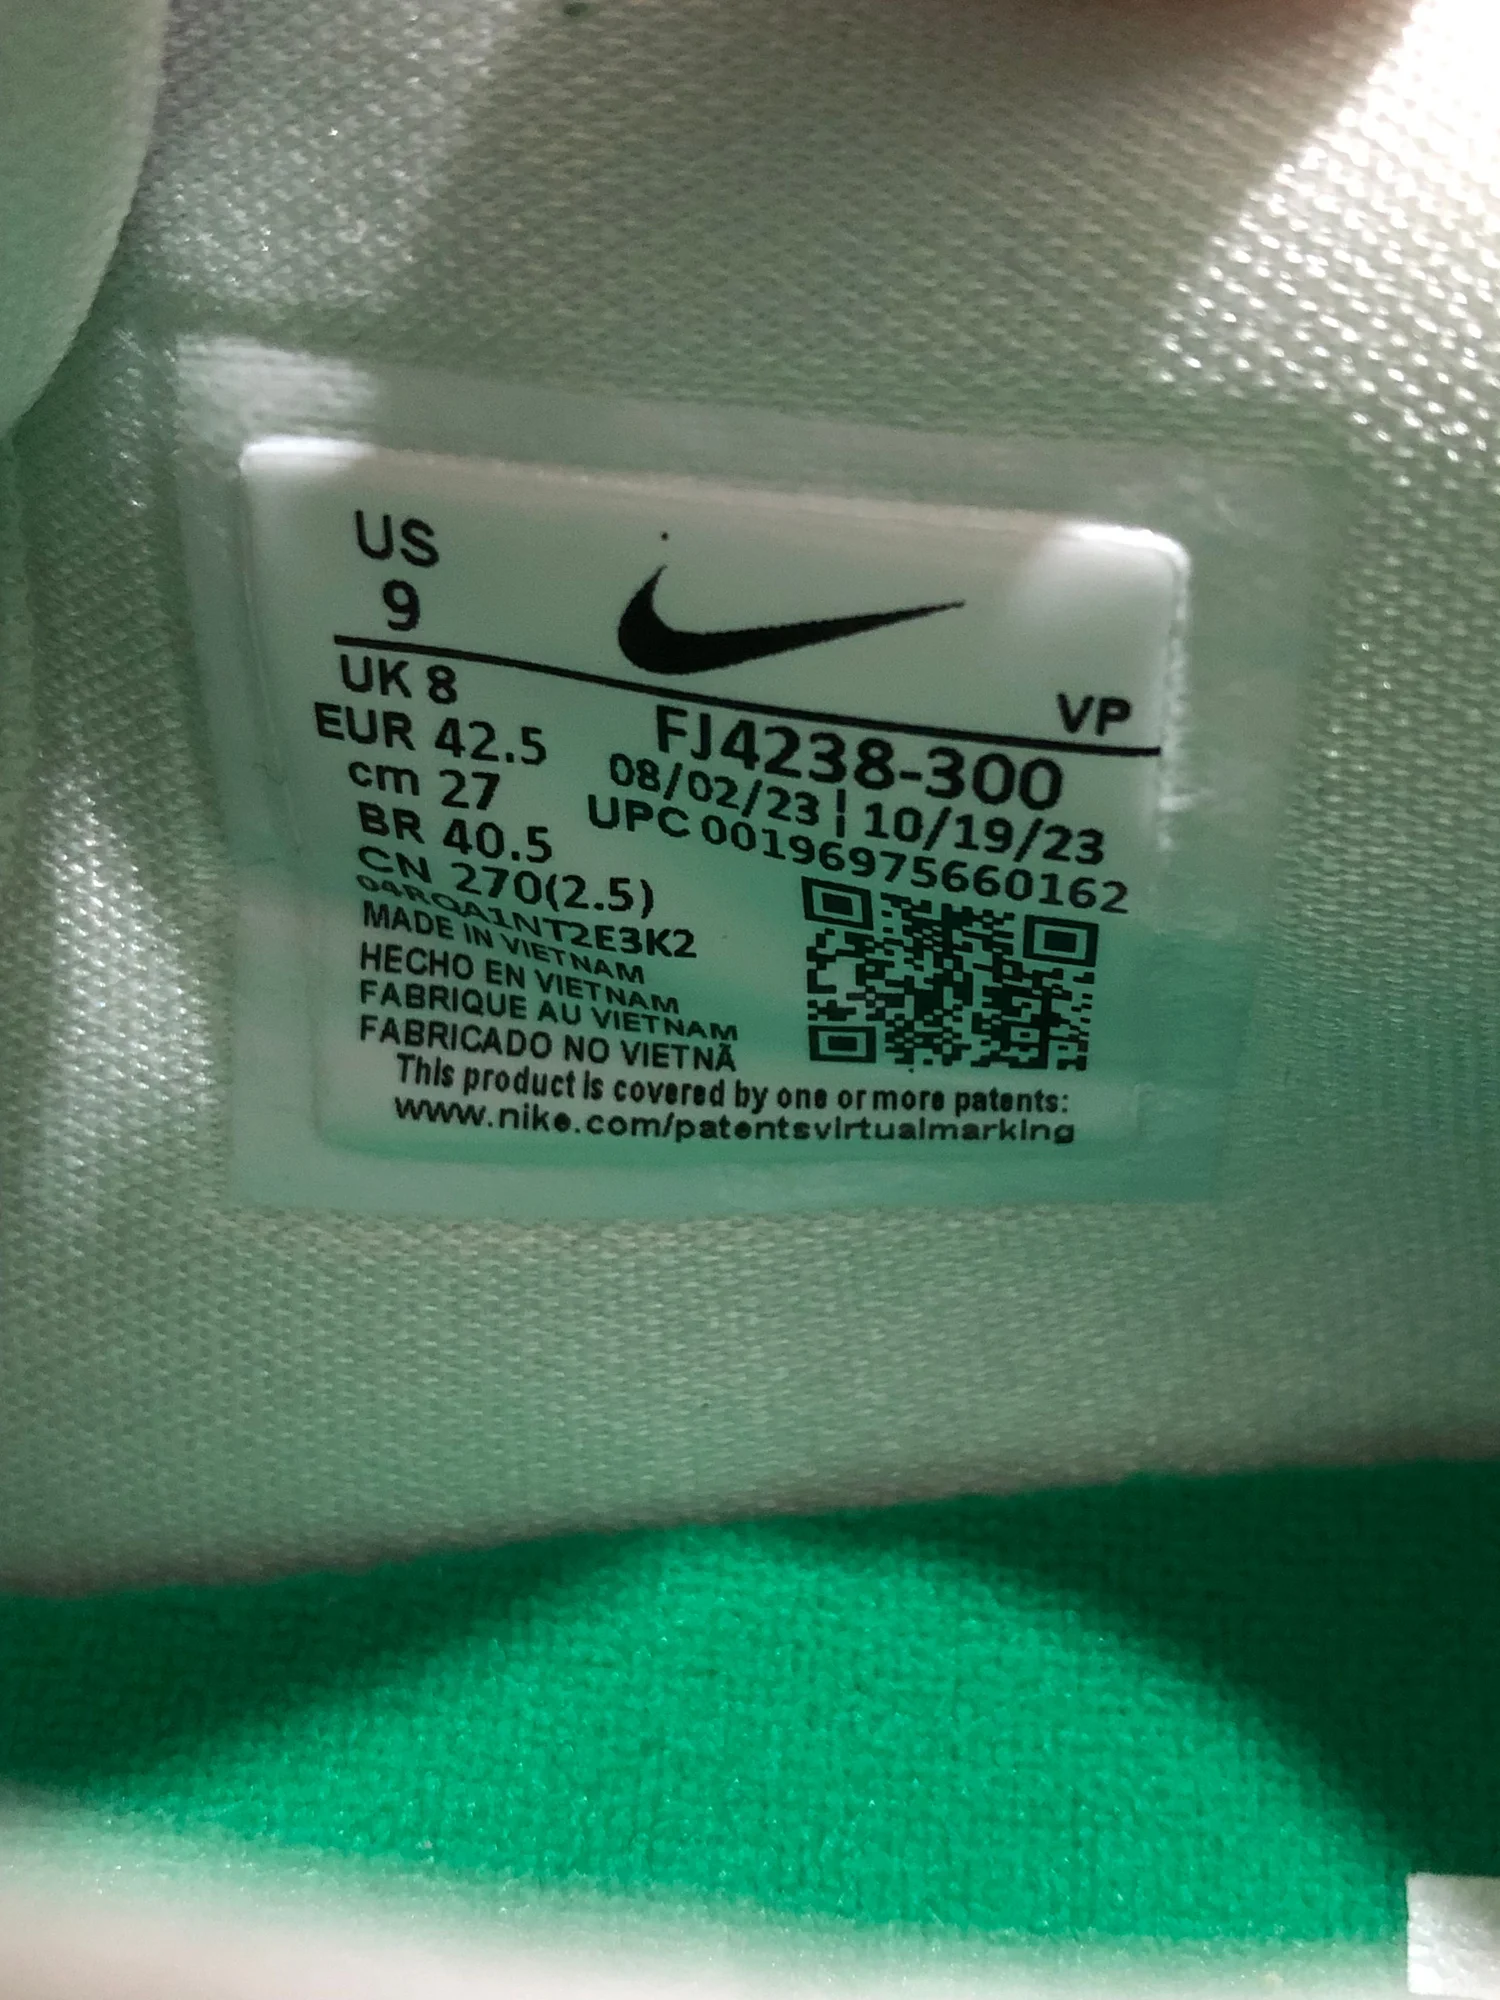 US
9
VP
UK 8
EUR 42.5
cm 27
BR 40.5
CN 270(2.5)
FJ4238-300
08/02/23 | 10/19/23
UPC 00196975660162
04RQA1NT2E3K2
MADE IN VIETNAM
HECHO EN VIETNAM
FABRIQUE AU VIETNAM
FABRICADO NO VIETNÃ
This product is covered by one or more patents:
www.nike.com/patentsvirtualmarking